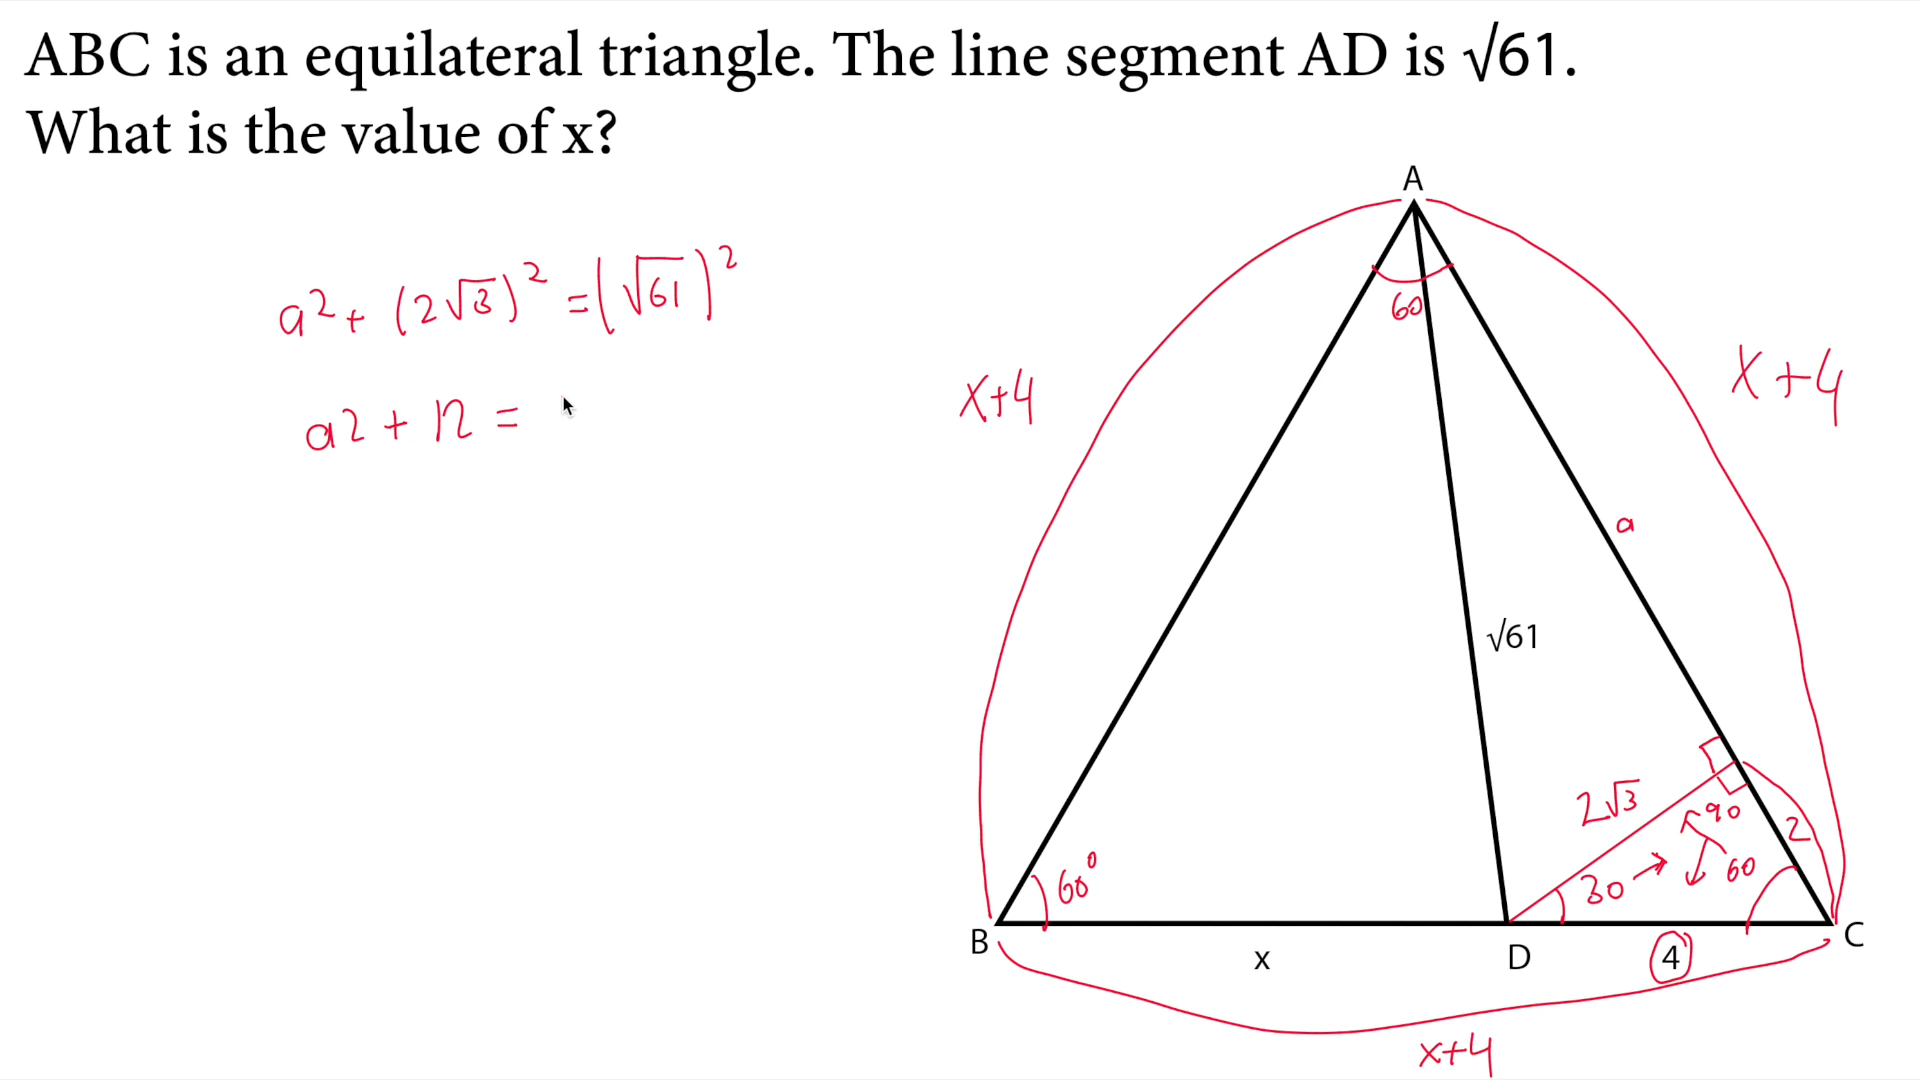 ABC is an equilateral triangle. The line segment AD is √61.
What is the value of x?
A
a² + (2√3)² = (√61)²
60
x+4
x+4
a2 + 12 =
a
√61
2√3
90
2
60°
30
60
B
C
x
D
4
x+4